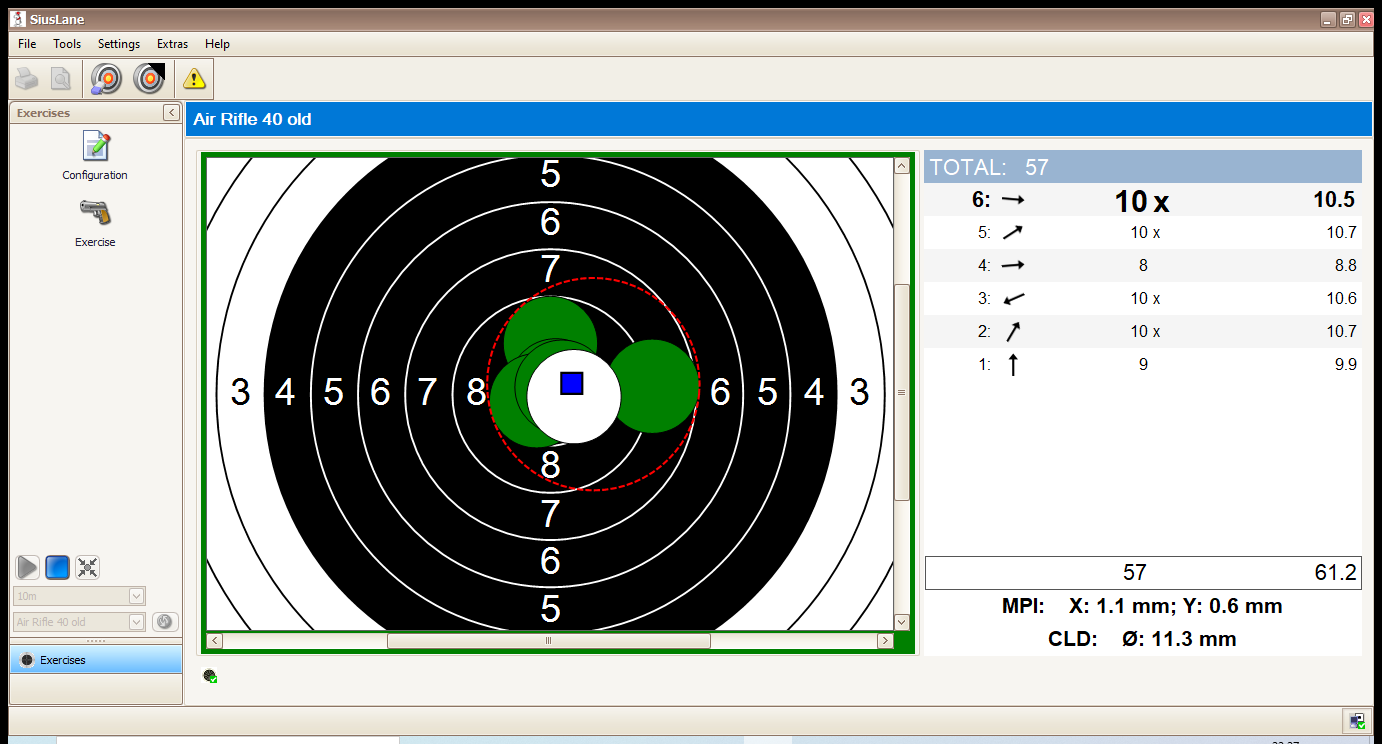 SiusLane
File Tools Settings Extras Help
Exercises
Configuration
Exercise
10m
Air Rifle 40 old
Exercises
Air Rifle 40 old
5
6
7
3 4 5 6 7 8 6 5 4 3
8
7
6
5
TOTAL: 57
6: 10 x 10.5
5: 10 x 10.7
4: 8 8.8
3: 10 x 10.6
2: 10 x 10.7
1: 9 9.9
57 61.2
MPI: X: 1.1 mm; Y: 0.6 mm
CLD: Ø: 11.3 mm